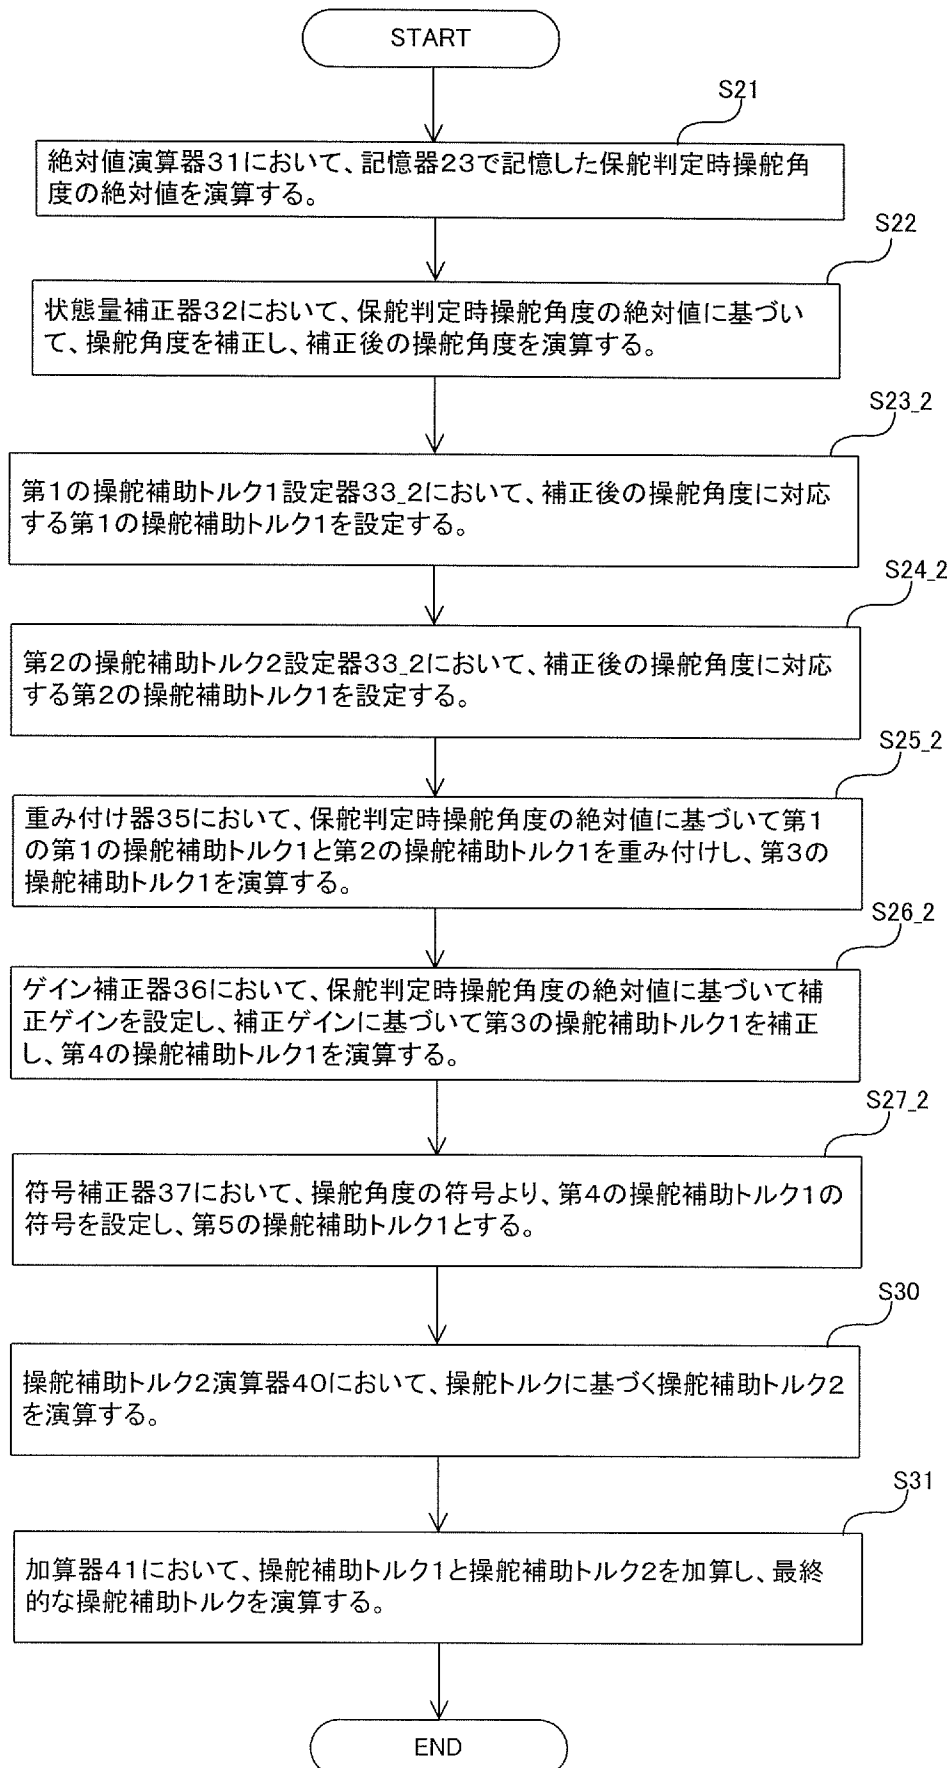 START
S21
絶対値演算器31において、記憶器23で記憶した保舵判定時操舵角
度の絶対値を演算する。
S22
状態量補正器32において、保舵判定時操舵角度の絶対値に基づい
て、操舵角度を補正し、補正後の操舵角度を演算する。
S23_2
第1の操舵補助トルク1設定器33_2において、補正後の操舵角度に対応
する第1の操舵補助トルク1を設定する。
S24_2
第2の操舵補助トルク2設定器33_2において、補正後の操舵角度に対応
する第2の操舵補助トルク1を設定する。
S25_2
重み付け器35において、保舵判定時操舵角度の絶対値に基づいて第1
の第1の操舵補助トルク1と第2の操舵補助トルク1を重み付けし、第3の
操舵補助トルク1を演算する。
S26_2
ゲイン補正器36において、保舵判定時操舵角度の絶対値に基づいて補
正ゲインを設定し、補正ゲインに基づいて第3の操舵補助トルク1を補正
し、第4の操舵補助トルク1を演算する。
S27_2
符号補正器37において、操舵角度の符号より、第4の操舵補助トルク1の
符号を設定し、第5の操舵補助トルク1とする。
S30
操舵補助トルク2演算器40において、操舵トルクに基づく操舵補助トルク2
を演算する。
S31
加算器41において、操舵補助トルク1と操舵補助トルク2を加算し、最終
的な操舵補助トルクを演算する。
END